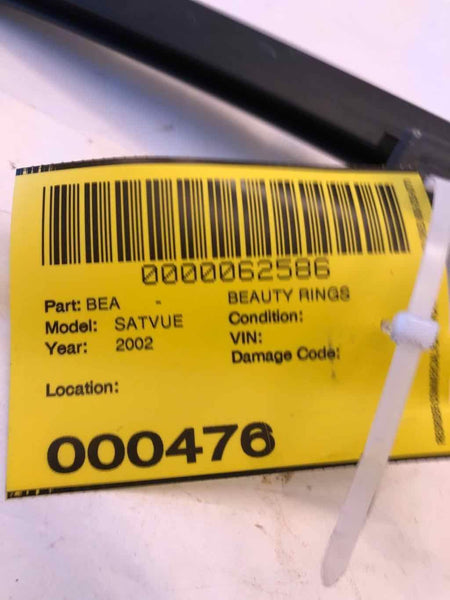 0000062586
Part: BEA - BEAUTY RINGS
Model: SATVUE Condition:
Year: 2002 VIN:
Damage Code:
Location:
000476